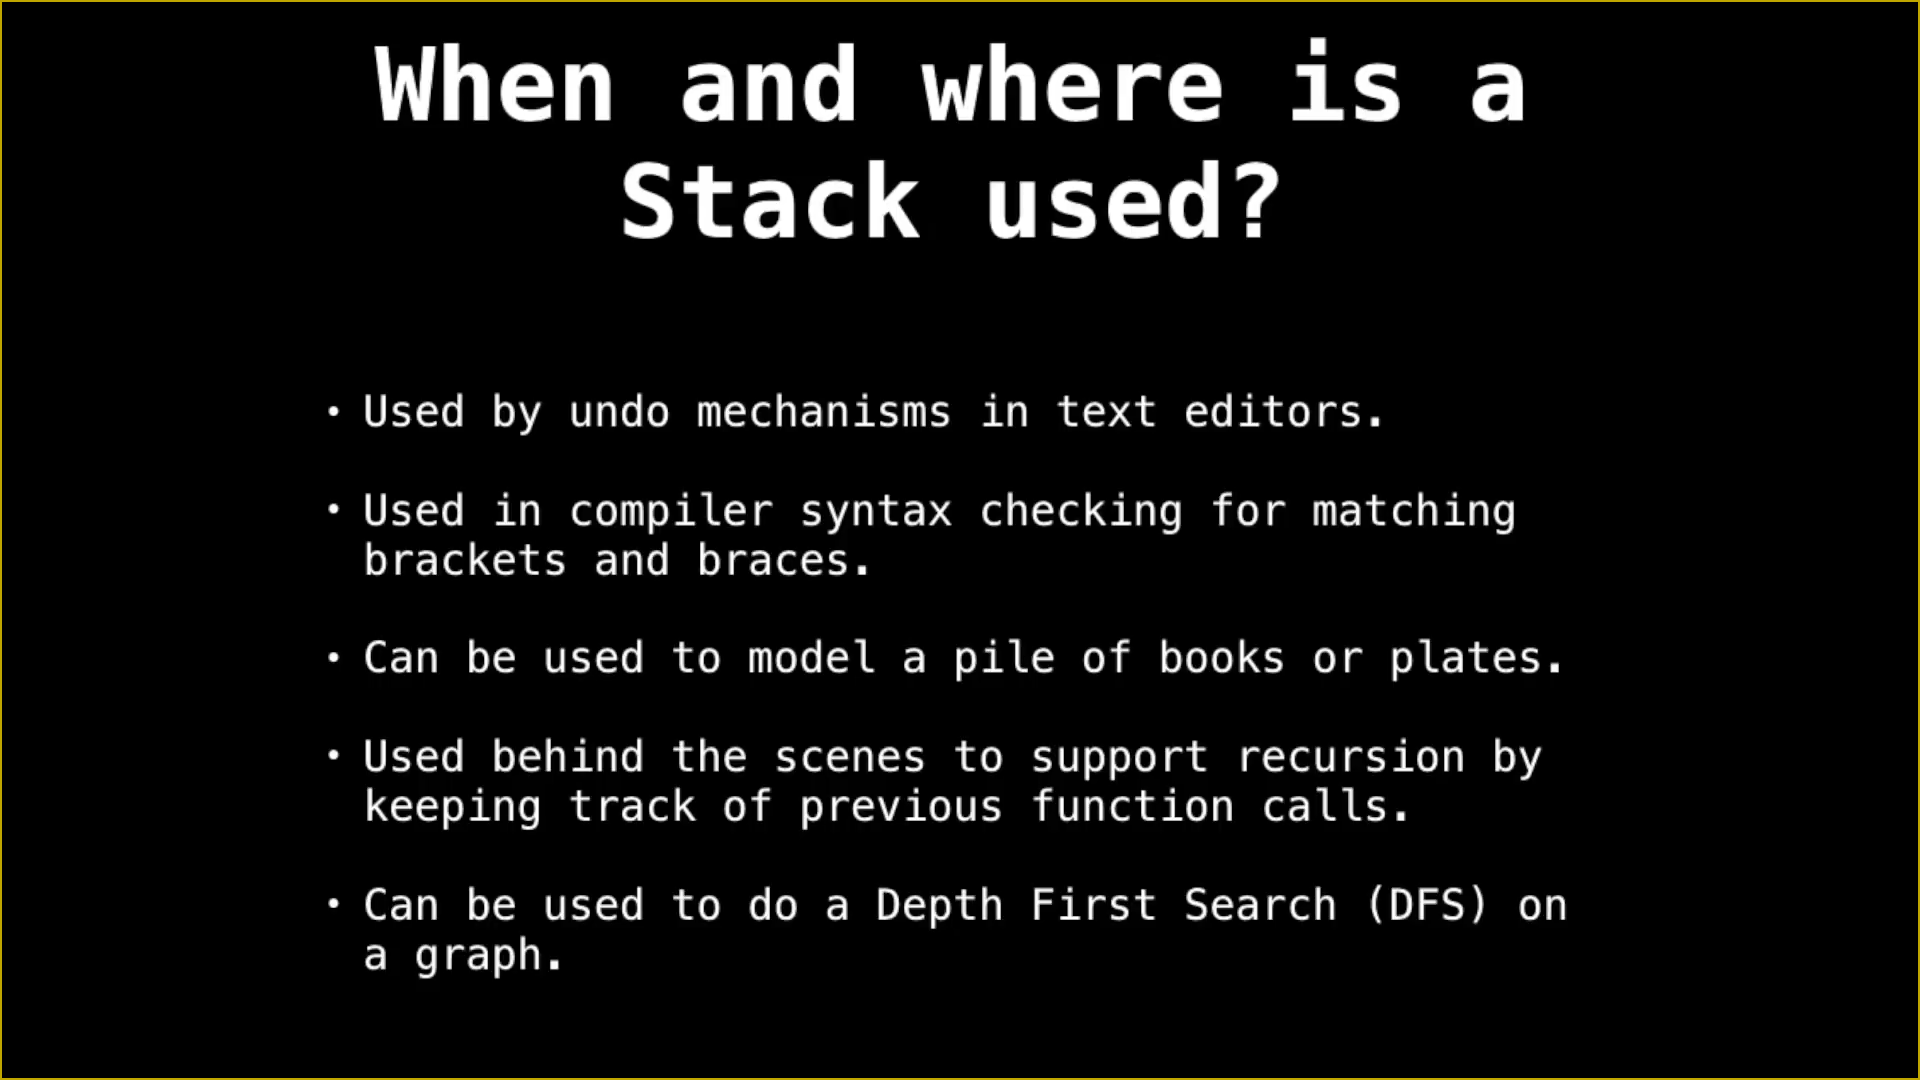 When and where is a
Stack used?
• Used by undo mechanisms in text editors.
• Used in compiler syntax checking for matching
brackets and braces.
• Can be used to model a pile of books or plates.
• Used behind the scenes to support recursion by
keeping track of previous function calls.
• Can be used to do a Depth First Search (DFS) on
a graph.